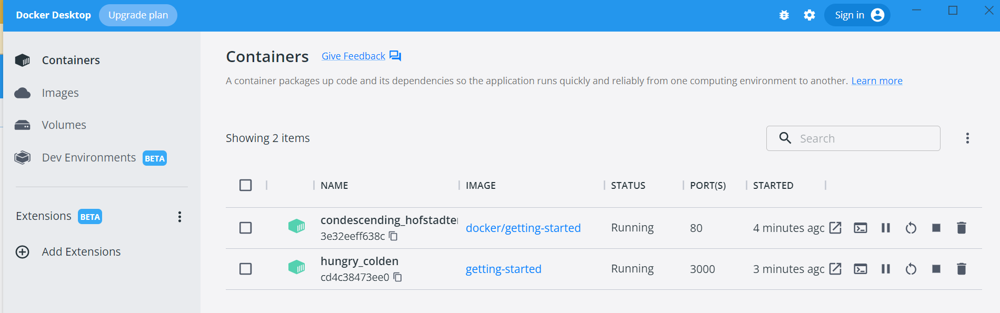 Docker Desktop Upgrade plan Sign in
Containers
Images
Volumes
Dev Environments BETA
Extensions BETA
Add Extensions
Containers Give Feedback
A container packages up code and its dependencies so the application runs quickly and reliably from one computing environment to another. Learn more
Showing 2 items Search
NAME IMAGE STATUS PORT(S) STARTED
condescending_hofstadte
3e32eeff638c docker/getting-started Running 80 4 minutes ago
hungry_colden
cd4c38473ee0 getting-started Running 3000 3 minutes ago